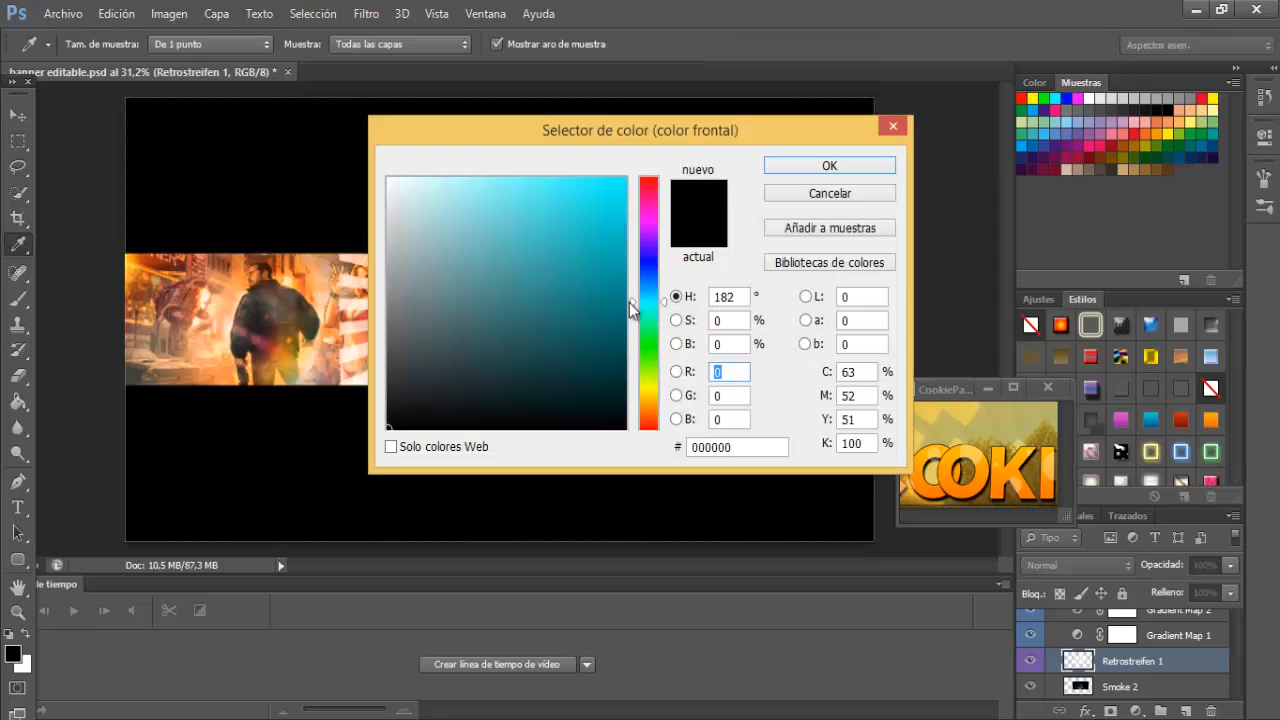 Ps Archivo Edición Imagen Capa Texto Selección Filtro 3D Vista Ventana Ayuda
Tam. de muestra: De 1 punto Muestra: Todas las capas Mostrar aro de muestra Aspectos esen.
banner editable.psd al 31,2% (Retrostreifen 1, RGB/8) * ×
Color Muestras
Selector de color (color frontal)
nuevo
OK
Cancelar
Añadir a muestras
actual
Bibliotecas de colores
H: 182 ° L: 0
S: 0 % a: 0
B: 0 % b: 0
R: 0 C: 63 %
G: 0 M: 52 %
B: 0 Y: 51 %
K: 100 %
Solo colores Web # 000000
Ajustes Estilos
CookiePa...
COOKI
ales Trazados
Tipo
Normal Opacidad: 100%
Bloq.: Relleno: 100%
Gradient Map 2
Gradient Map 1
Retrostreifen 1
Smoke 2
Doc: 10,5 MB/87,3 MB
de tiempo
Crear línea de tiempo de vídeo